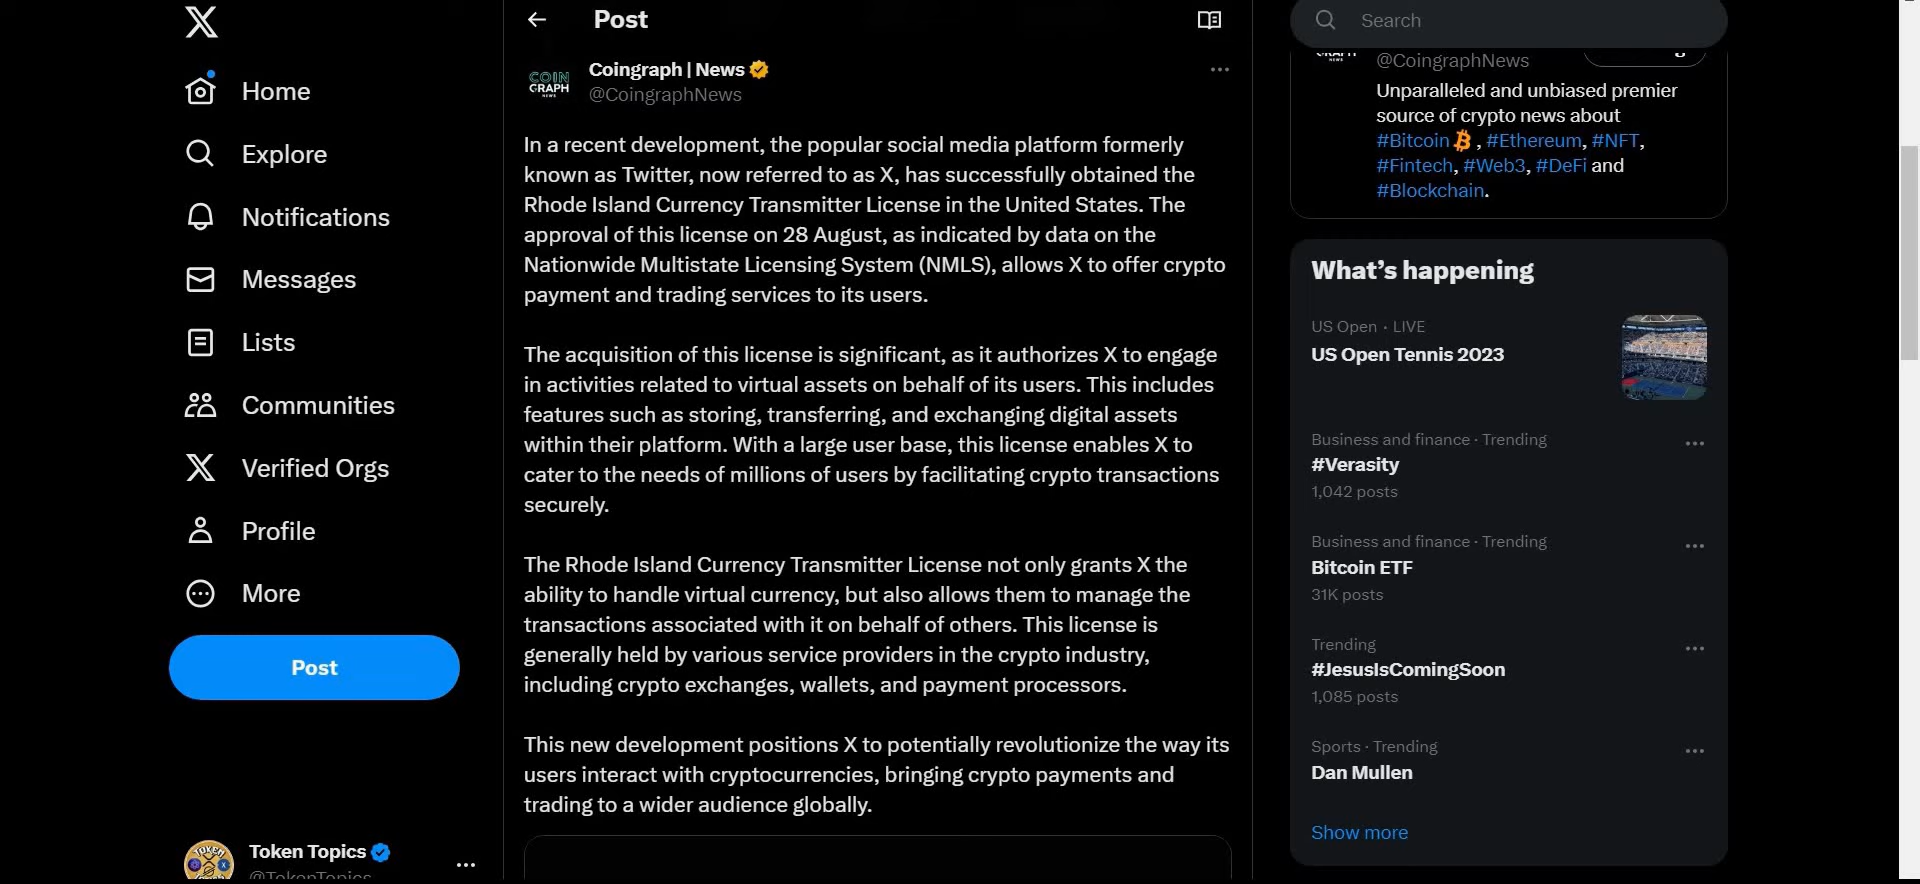 Home
Explore
Notifications
Messages
Lists
Communities
Verified Orgs
Profile
More
Post
Token Topics
@TokenTopics
Post
COIN
GRAPH
NEWS
Coingraph | News
@CoingraphNews
In a recent development, the popular social media platform formerly
known as Twitter, now referred to as X, has successfully obtained the
Rhode Island Currency Transmitter License in the United States. The
approval of this license on 28 August, as indicated by data on the
Nationwide Multistate Licensing System (NMLS), allows X to offer crypto
payment and trading services to its users.
The acquisition of this license is significant, as it authorizes X to engage
in activities related to virtual assets on behalf of its users. This includes
features such as storing, transferring, and exchanging digital assets
within their platform. With a large user base, this license enables X to
cater to the needs of millions of users by facilitating crypto transactions
securely.
The Rhode Island Currency Transmitter License not only grants X the
ability to handle virtual currency, but also allows them to manage the
transactions associated with it on behalf of others. This license is
generally held by various service providers in the crypto industry,
including crypto exchanges, wallets, and payment processors.
This new development positions X to potentially revolutionize the way its
users interact with cryptocurrencies, bringing crypto payments and
trading to a wider audience globally.
Search
@CoingraphNews
Unparalleled and unbiased premier
source of crypto news about
#Bitcoin , #Ethereum, #NFT,
#Fintech, #Web3, #DeFi and
#Blockchain.
What's happening
US Open · LIVE
US Open Tennis 2023
Business and finance · Trending
#Verasity
1,042 posts
Business and finance · Trending
Bitcoin ETF
31K posts
Trending
#JesusIsComingSoon
1,085 posts
Sports · Trending
Dan Mullen
Show more